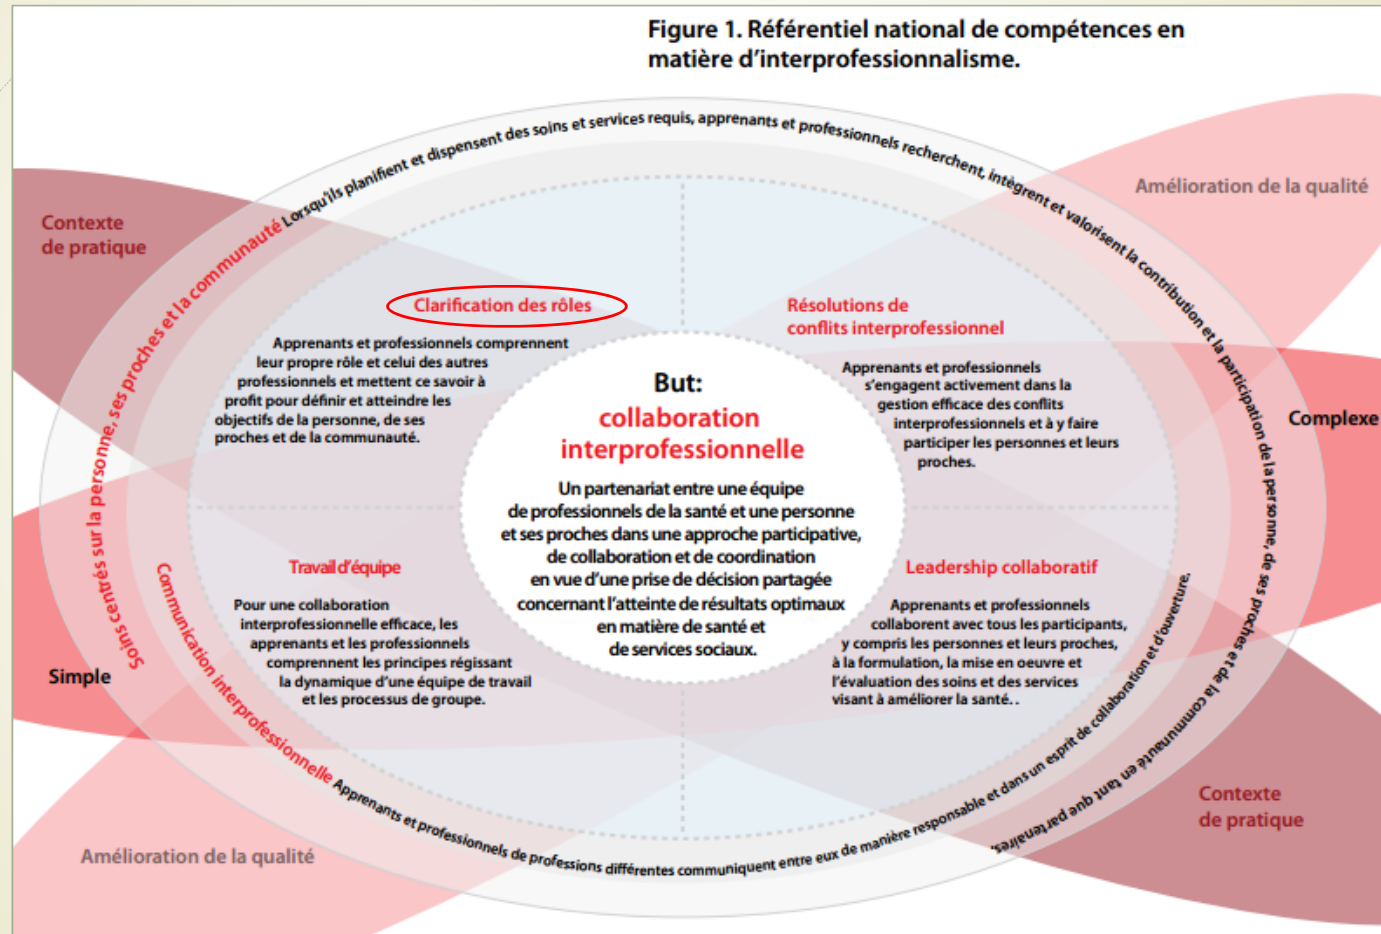 Figure 1. Référentiel national de compétences en
matière d'interprofessionnalisme.
Soins centrés sur la personne, ses proches et la communauté Lorsqu'ils planifient et dispensent des soins et services requis, apprenants et professionnels recherchent, intègrent et valorisent la contribution et la participation de la personne, de ses proches et de la communauté en tant que partenaires.
Amélioration de la qualité
Contexte
de pratique
Clarification des rôles
Apprenants et professionnels comprennent
leur propre rôle et celui des autres
professionnels et mettent ce savoir à
profit pour définir et atteindre les
objectifs de la personne, de ses
proches et de la communauté.
Résolutions de
conflits interprofessionnel
Apprenants et professionnels
s'engagent activement dans la
gestion efficace des conflits
interprofessionnels et à y faire
participer les personnes et leurs
proches.
Complexe
But:
collaboration
interprofessionnelle
Un partenariat entre une équipe
de professionnels de la santé et une personne
et ses proches dans une approche participative,
de collaboration et de coordination
en vue d'une prise de décision partagée
concernant l'atteinte de résultats optimaux
en matière de santé et
de services sociaux.
Travail d'équipe
Pour une collaboration
interprofessionnelle efficace, les
apprenants et les professionnels
comprennent les principes régissant
la dynamique d'une équipe de travail
et les processus de groupe.
Leadership collaboratif
Apprenants et professionnels
collaborent avec tous les participants,
y compris les personnes et leurs proches,
à la formulation, la mise en oeuvre et
l'évaluation des soins et des services
visant à améliorer la santé. .
Simple
Communication interprofessionnelle Apprenants et professionnels de professions différentes communiquent entre eux de manière responsable et dans un esprit de collaboration et d'ouverture.
Contexte
de pratique
Amélioration de la qualité